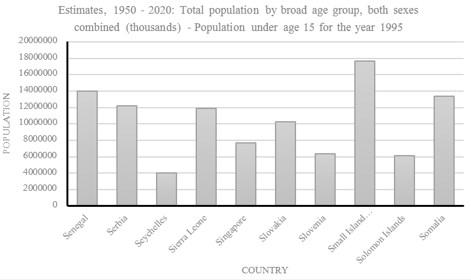 Estimates, 1950 - 2020: Total population by broad age group, both sexes
combined (thousands) - Population under age 15 for the year 1995
20000000
18000000
16000000
14000000
12000000
10000000
8000000
6000000
4000000
2000000
0
POPULATION
Senegal
Serbia
Seychelles
Sierra Leone
Singapore
Slovakia
Slovenia
Small Island...
Solomon Islands
Somalia
COUNTRY